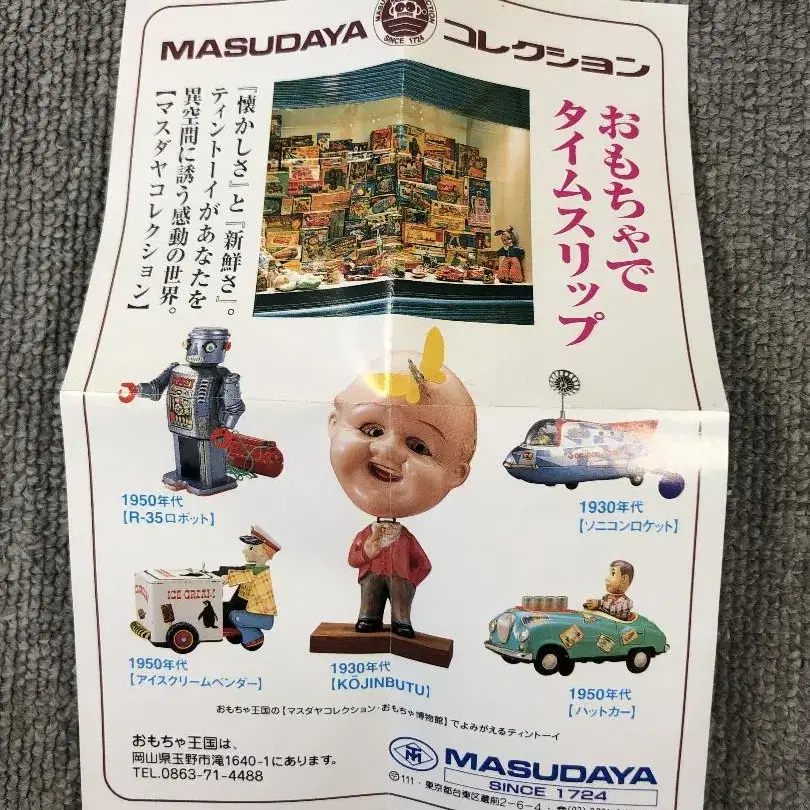 MASUDAYA コレクション
SINCE 1724
おもちゃで
タイムスリップ
『懐かしさ』と『新鮮さ』。
ティントーイがあなたを
異空間に誘う感動の世界。
【マスダヤコレクション】
1950年代
【R-35ロボット】
1930年代
【ソニコンロケット】
ICE CREAM
1950年代
【アイスクリームベンダー】
1930年代
【KŌJINBUTU】
1950年代
【ハットカー】
おもちゃ王国の【マスダヤコレクション・おもちゃ博物館】でよみがえるティントーイ
おもちゃ王国は、
岡山県玉野市滝1640-1にあります。
TEL.0863-71-4488
MASUDAYA
SINCE 1724
〒111・東京都台東区蔵前2-6-4・☎